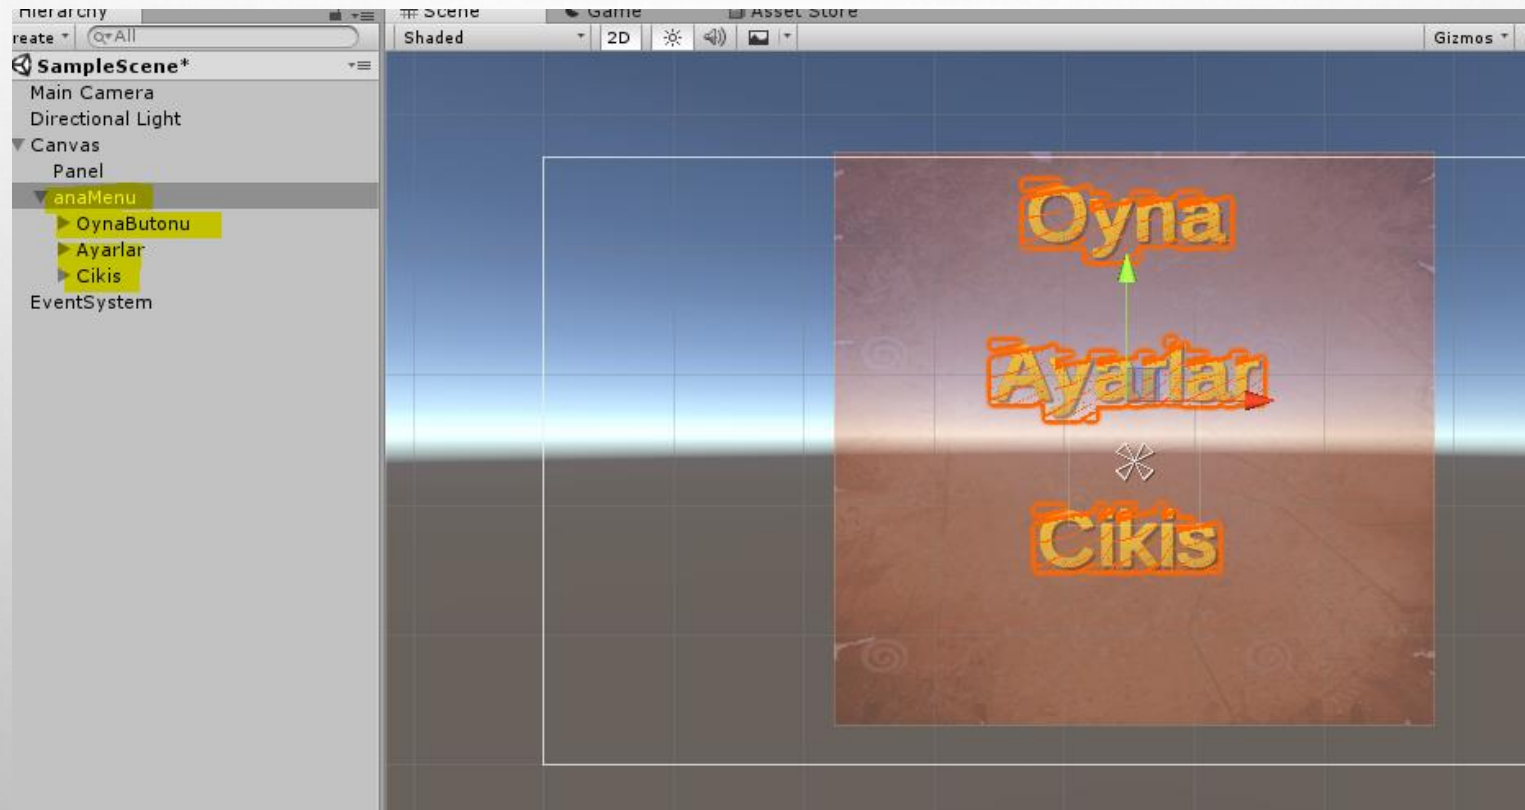 Hierarchy
Scene Game Asset Store
reate All
Shaded 2D Gizmos
SampleScene*
Main Camera
Directional Light
Canvas
Panel
anaMenu
OynaButonu
Ayarlar
Cikis
EventSystem
Oyna
Ayarlar
Cikis